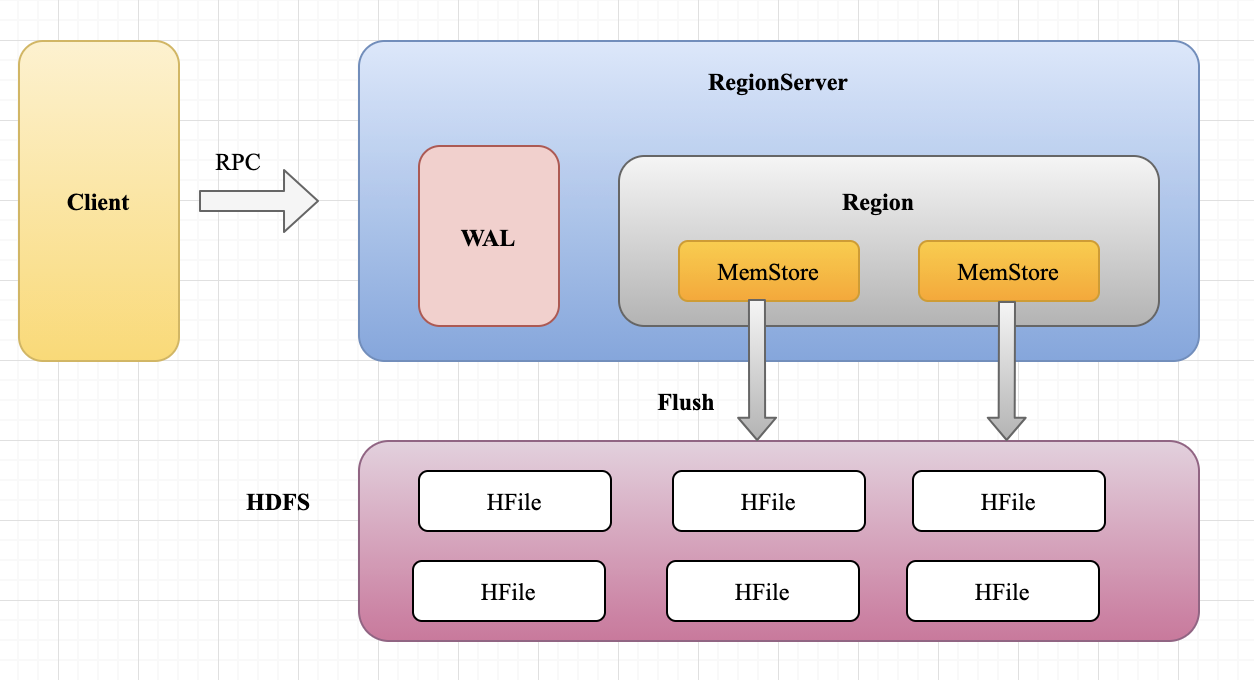 RegionServer
RPC
Client
WAL
Region
MemStore
MemStore
Flush
HDFS
HFile
HFile
HFile
HFile
HFile
HFile